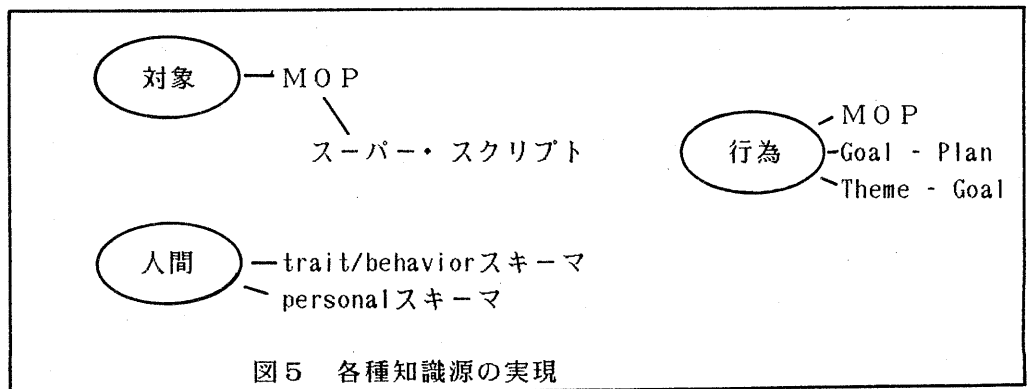 対象
MOP
スーパー・スクリプト
行為
MOP
Goal - Plan
Theme - Goal
人間
trait/behaviorスキーマ
personalスキーマ
図5 各種知識源の実現